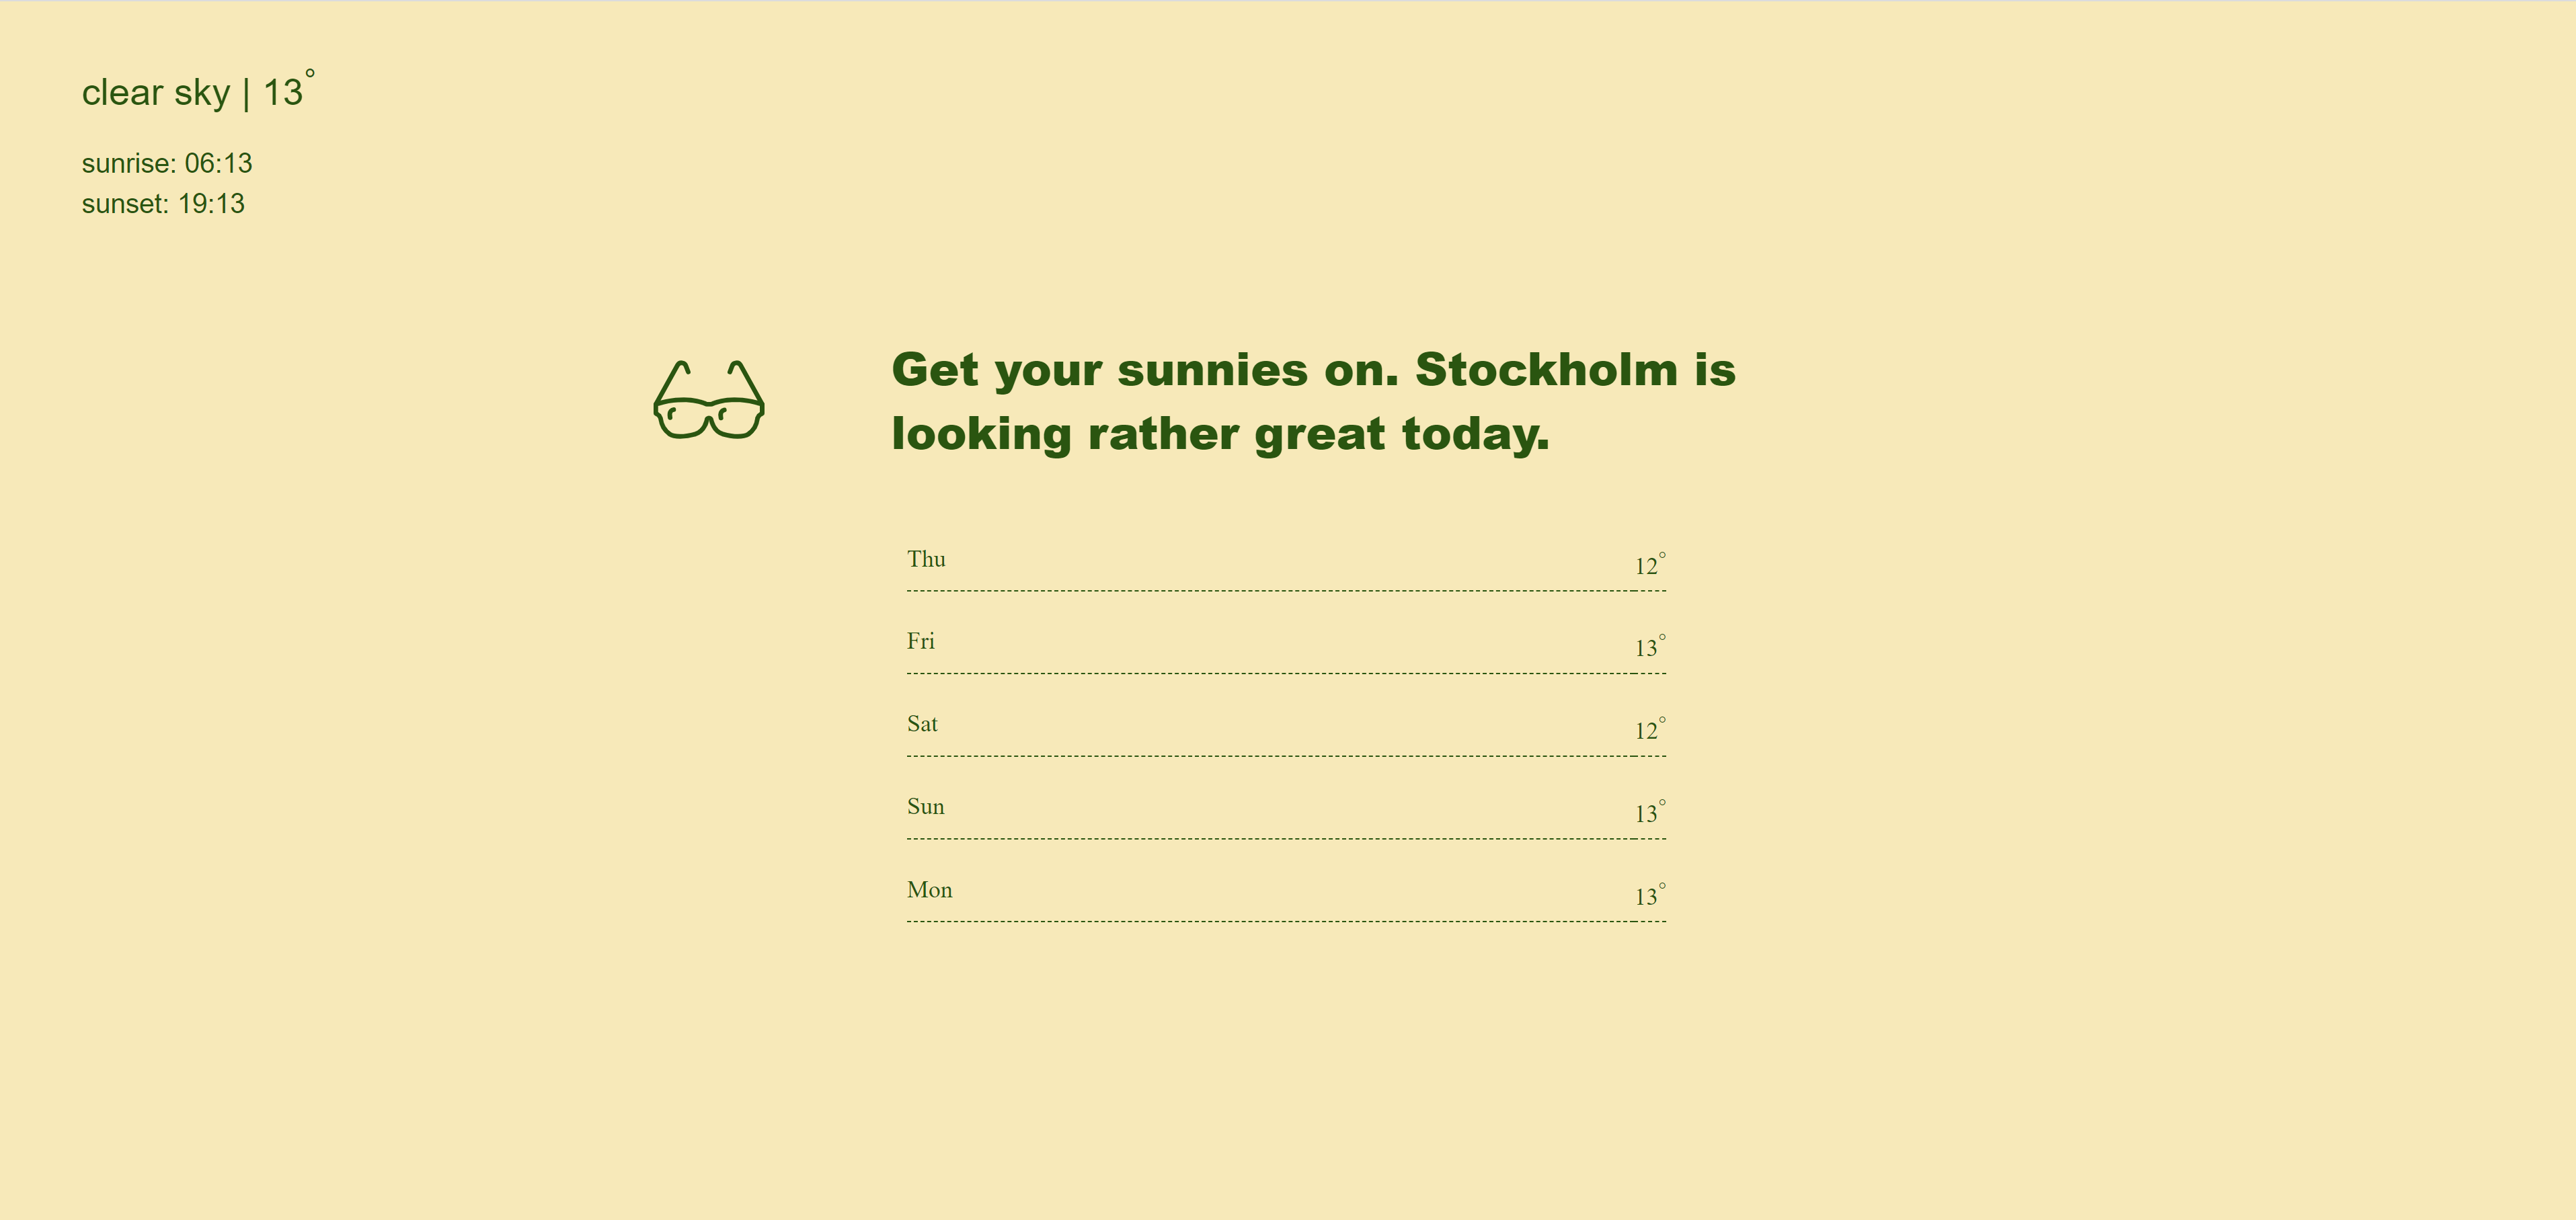 clear sky | 13°
sunrise: 06:13
sunset: 19:13
Get your sunnies on. Stockholm is
looking rather great today.
Thu 12°
Fri 13°
Sat 12°
Sun 13°
Mon 13°